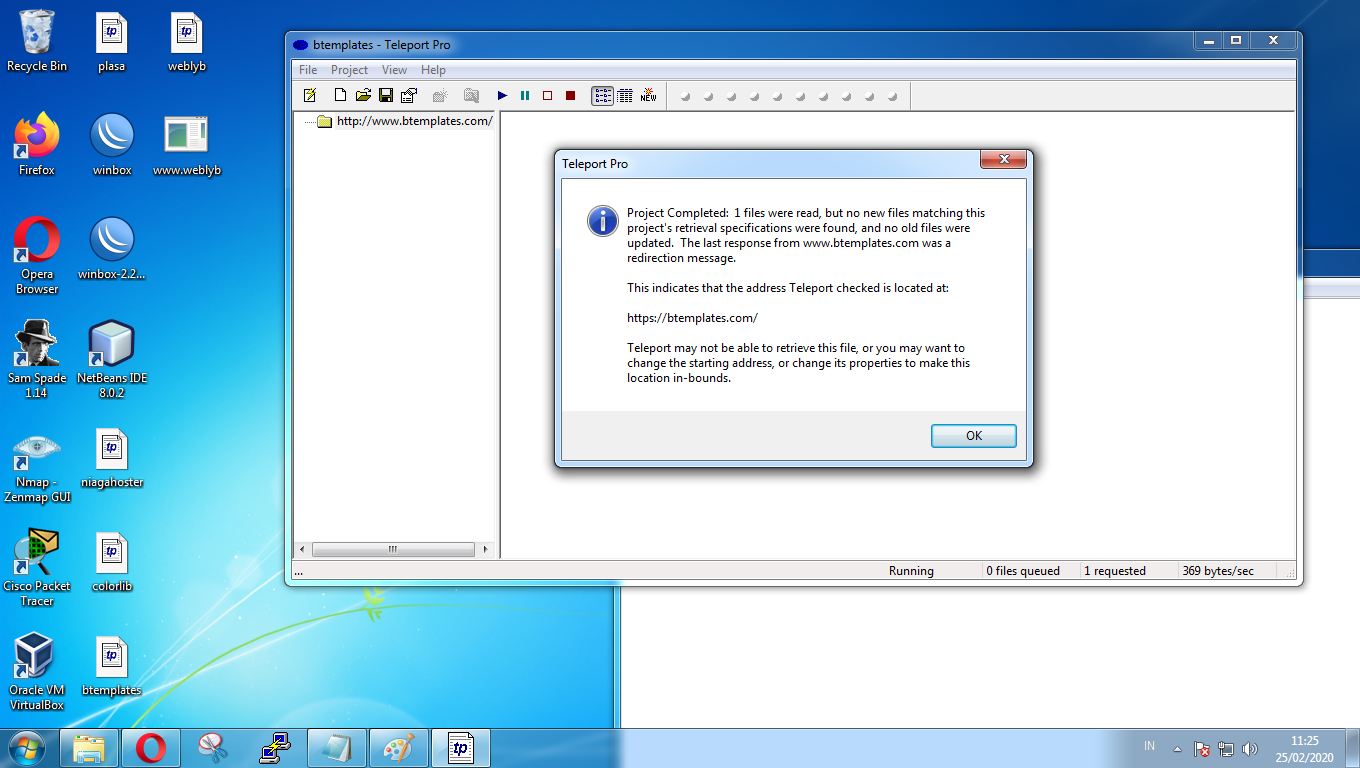 Recycle Bin
plasa
weblyb
Firefox
winbox
www.weblyb
Opera
Browser
winbox-2.2...
Sam Spade
1.14
NetBeans IDE
8.0.2
Nmap -
Zenmap GUI
niagahoster
Cisco Packet
Tracer
colorlib
Oracle VM
VirtualBox
btemplates
tp
tp
tp
tp
tp
btemplates - Teleport Pro
File Project View Help
NEW
http://www.btemplates.com/
Teleport Pro
Project Completed:  1 files were read, but no new files matching this
project's retrieval specifications were found, and no old files were
updated.  The last response from www.btemplates.com was a
redirection message.
This indicates that the address Teleport checked is located at:
https://btemplates.com/
Teleport may not be able to retrieve this file, or you may want to
change the starting address, or change its properties to make this
location in-bounds.
OK
...
Running
0 files queued
1 requested
369 bytes/sec
tp
IN
11:25
25/02/2020